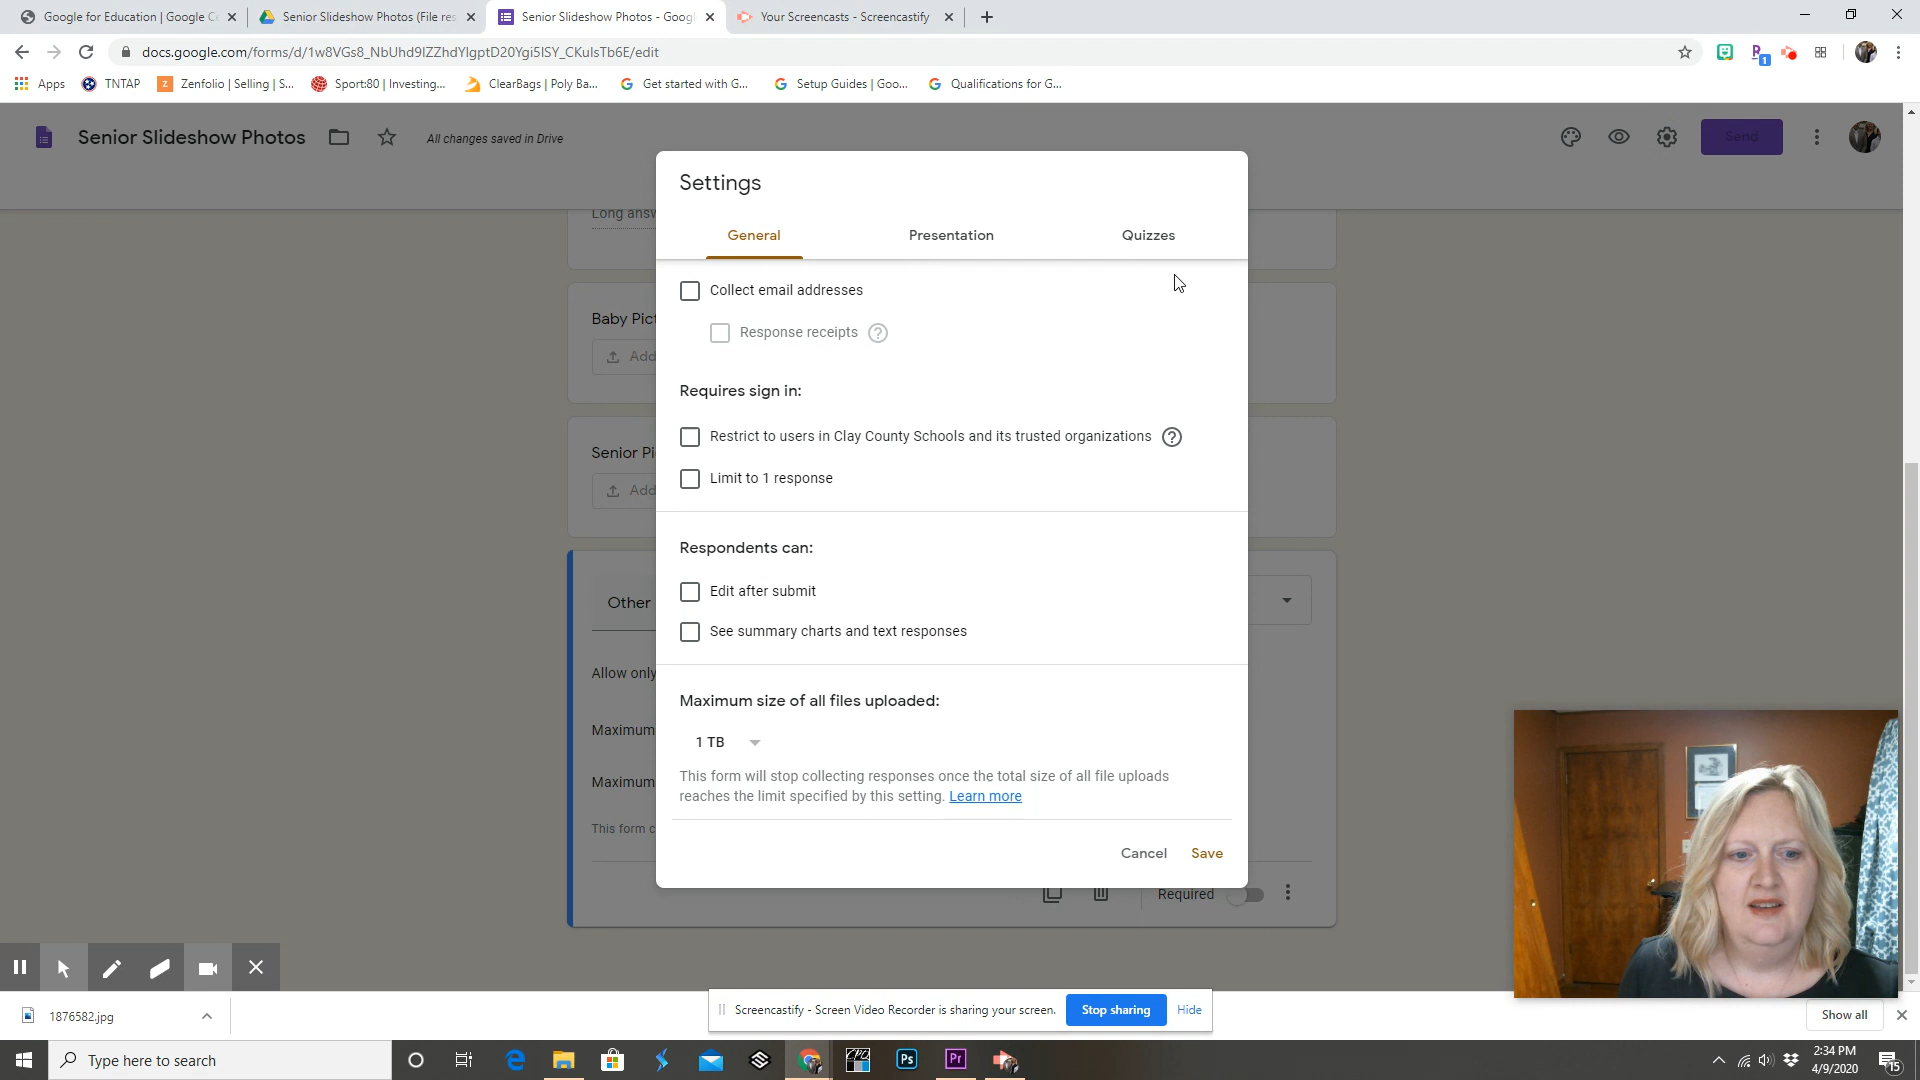 Google for Education | Google C
Senior Slideshow Photos (File res
Senior Slideshow Photos - Goog
Your Screencasts - Screencastify
docs.google.com/forms/d/1w8VGs8_NbUhd9IZZhdYlgptD20Ygi5ISY_CKulsTb6E/edit
Apps
TNTAP
Zenfolio | Selling | S...
Sport:80 | Investing...
ClearBags | Poly Ba...
Get started with G...
Setup Guides | Goo...
Qualifications for G...
Senior Slideshow Photos
All changes saved in Drive
Send
Long answ
Settings
General
Presentation
Quizzes
Collect email addresses
Response receipts
Baby Pict
Add
Requires sign in:
Restrict to users in Clay County Schools and its trusted organizations
Limit to 1 response
Senior Pi
Add
Respondents can:
Edit after submit
See summary charts and text responses
Other
Allow only
Maximum
Maximum
This form c
Maximum size of all files uploaded:
1 TB
This form will stop collecting responses once the total size of all file uploads
reaches the limit specified by this setting. Learn more
Cancel
Save
Required
Screencastify - Screen Video Recorder is sharing your screen.
Stop sharing
Hide
1876582.jpg
Show all
Type here to search
Ps
Pr
2:34 PM
4/9/2020
15